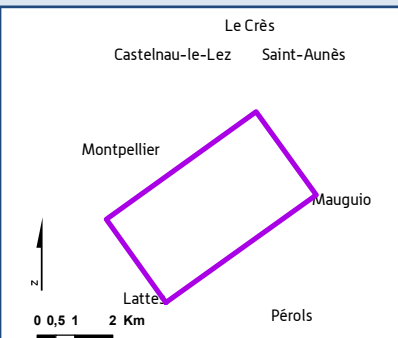 Le Crès
Castelnau-le-Lez Saint-Aunès
Montpellier
Mauguio
N
Lattes
Pérols
0 0,5 1 2 Km